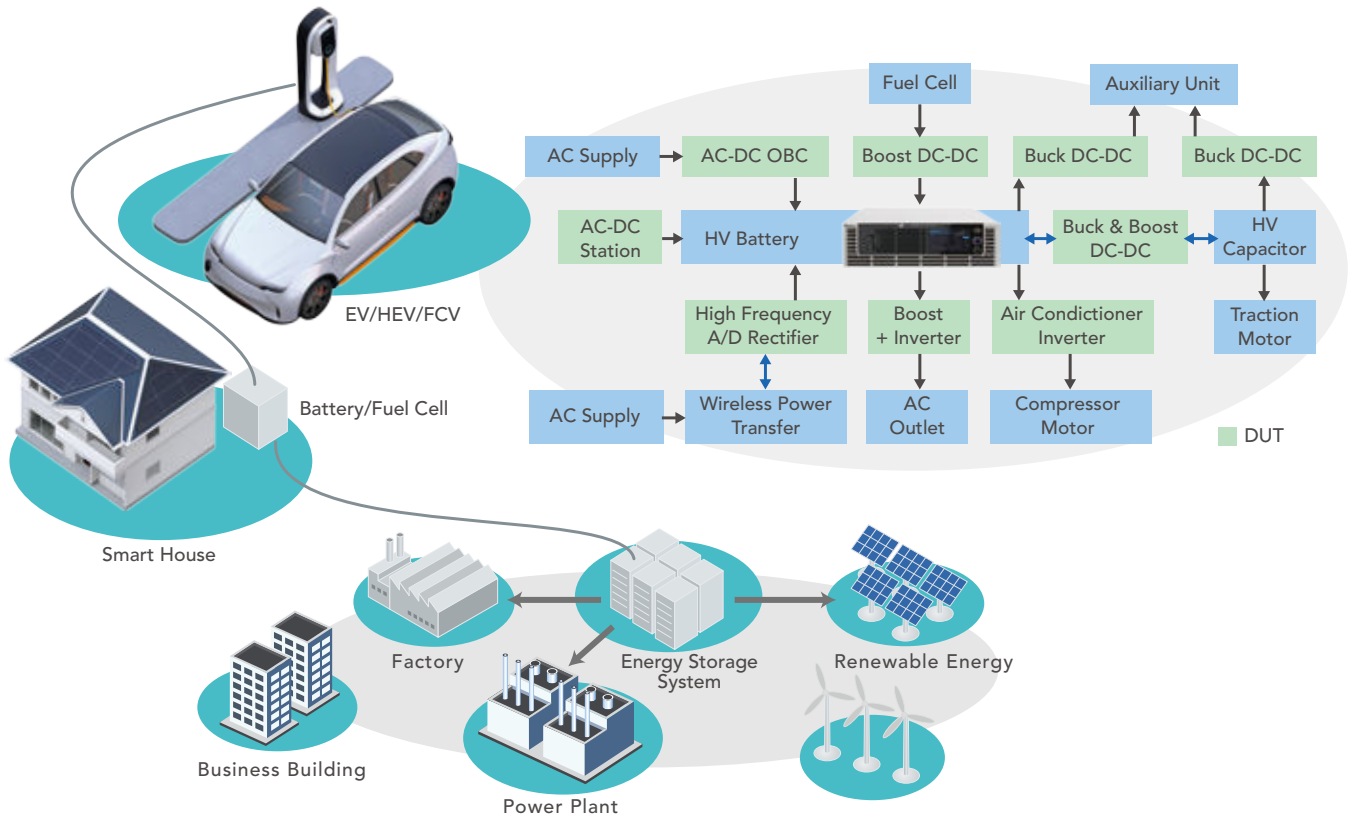 Fuel Cell
Auxiliary Unit
AC Supply
AC-DC OBC
Boost DC-DC
Buck DC-DC
Buck DC-DC
AC-DC
Station
HV Battery
Buck & Boost
DC-DC
HV
Capacitor
High Frequency
A/D Rectifier
Boost
+ Inverter
Air Condictioner
Inverter
Traction
Motor
AC Supply
Wireless Power
Transfer
AC
Outlet
Compressor
Motor
DUT
EV/HEV/FCV
Battery/Fuel Cell
Smart House
Factory
Energy Storage
System
Renewable Energy
Business Building
Power Plant